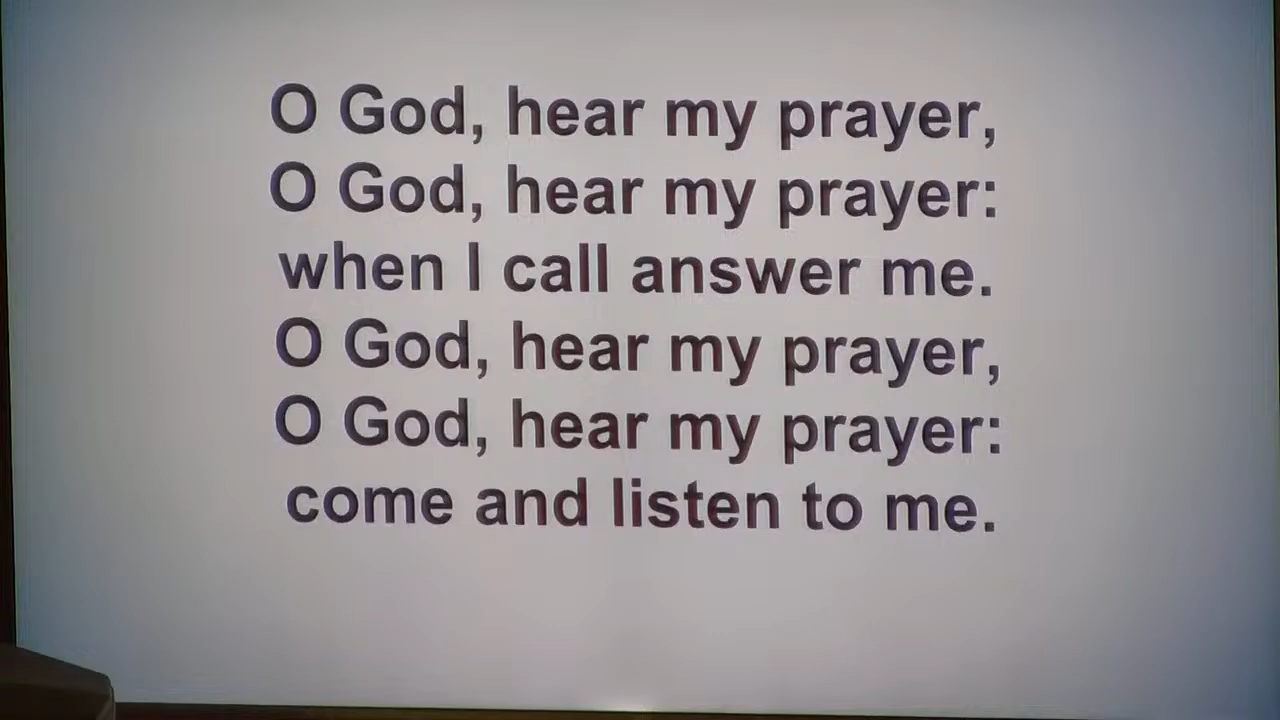 O God, hear my prayer,
O God, hear my prayer:
when I call answer me.
O God, hear my prayer,
O God, hear my prayer:
come and listen to me.